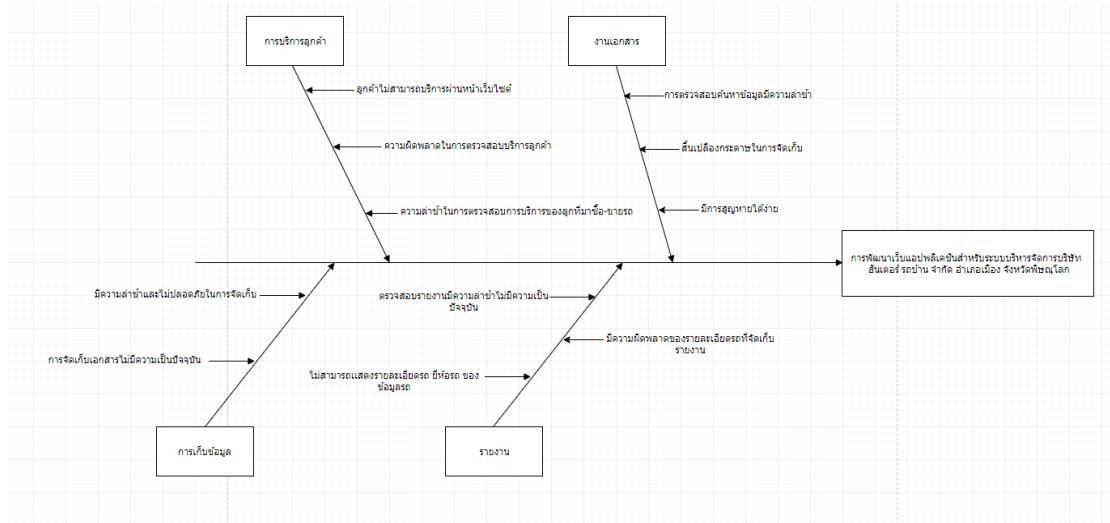 การบริการลูกค้า
งานเอกสาร
ลูกค้าไม่สามารถบริการผ่านหน้าเว็บไซต์
การตรวจสอบค้นหาข้อมูลมีความล่าช้า
ความผิดพลาดในการตรวจสอบบริการลูกค้า
สิ้นเปลืองกระดาษในการจัดเก็บ
ความล่าช้าในการตรวจสอบการบริการของลูกที่มาซื้อ-ขายรถ
มีการสูญหายได้ง่าย
การพัฒนาเว็บแอปพลิเคชันสำหรับระบบบริหารจัดการบริษัท
ฮันเตอร์ รถบ้าน จำกัด อำเภอเมือง จังหวัดพิษณุโลก
มีความล่าช้าและไม่ปลอดภัยในการจัดเก็บ
ตรวจสอบรายงานมีความล่าช้าไม่มีความเป็น
ปัจจุบัน
มีความผิดพลาดของรายละเอียดรถที่จัดเก็บ
รายงาน
การจัดเก็บเอกสารไม่มีความเป็นปัจจุบัน
ไม่สามารถแสดงรายละเอียดรถ ยี่ห้อรถ ของ
ข้อมูลรถ
การเก็บข้อมูล
รายงาน